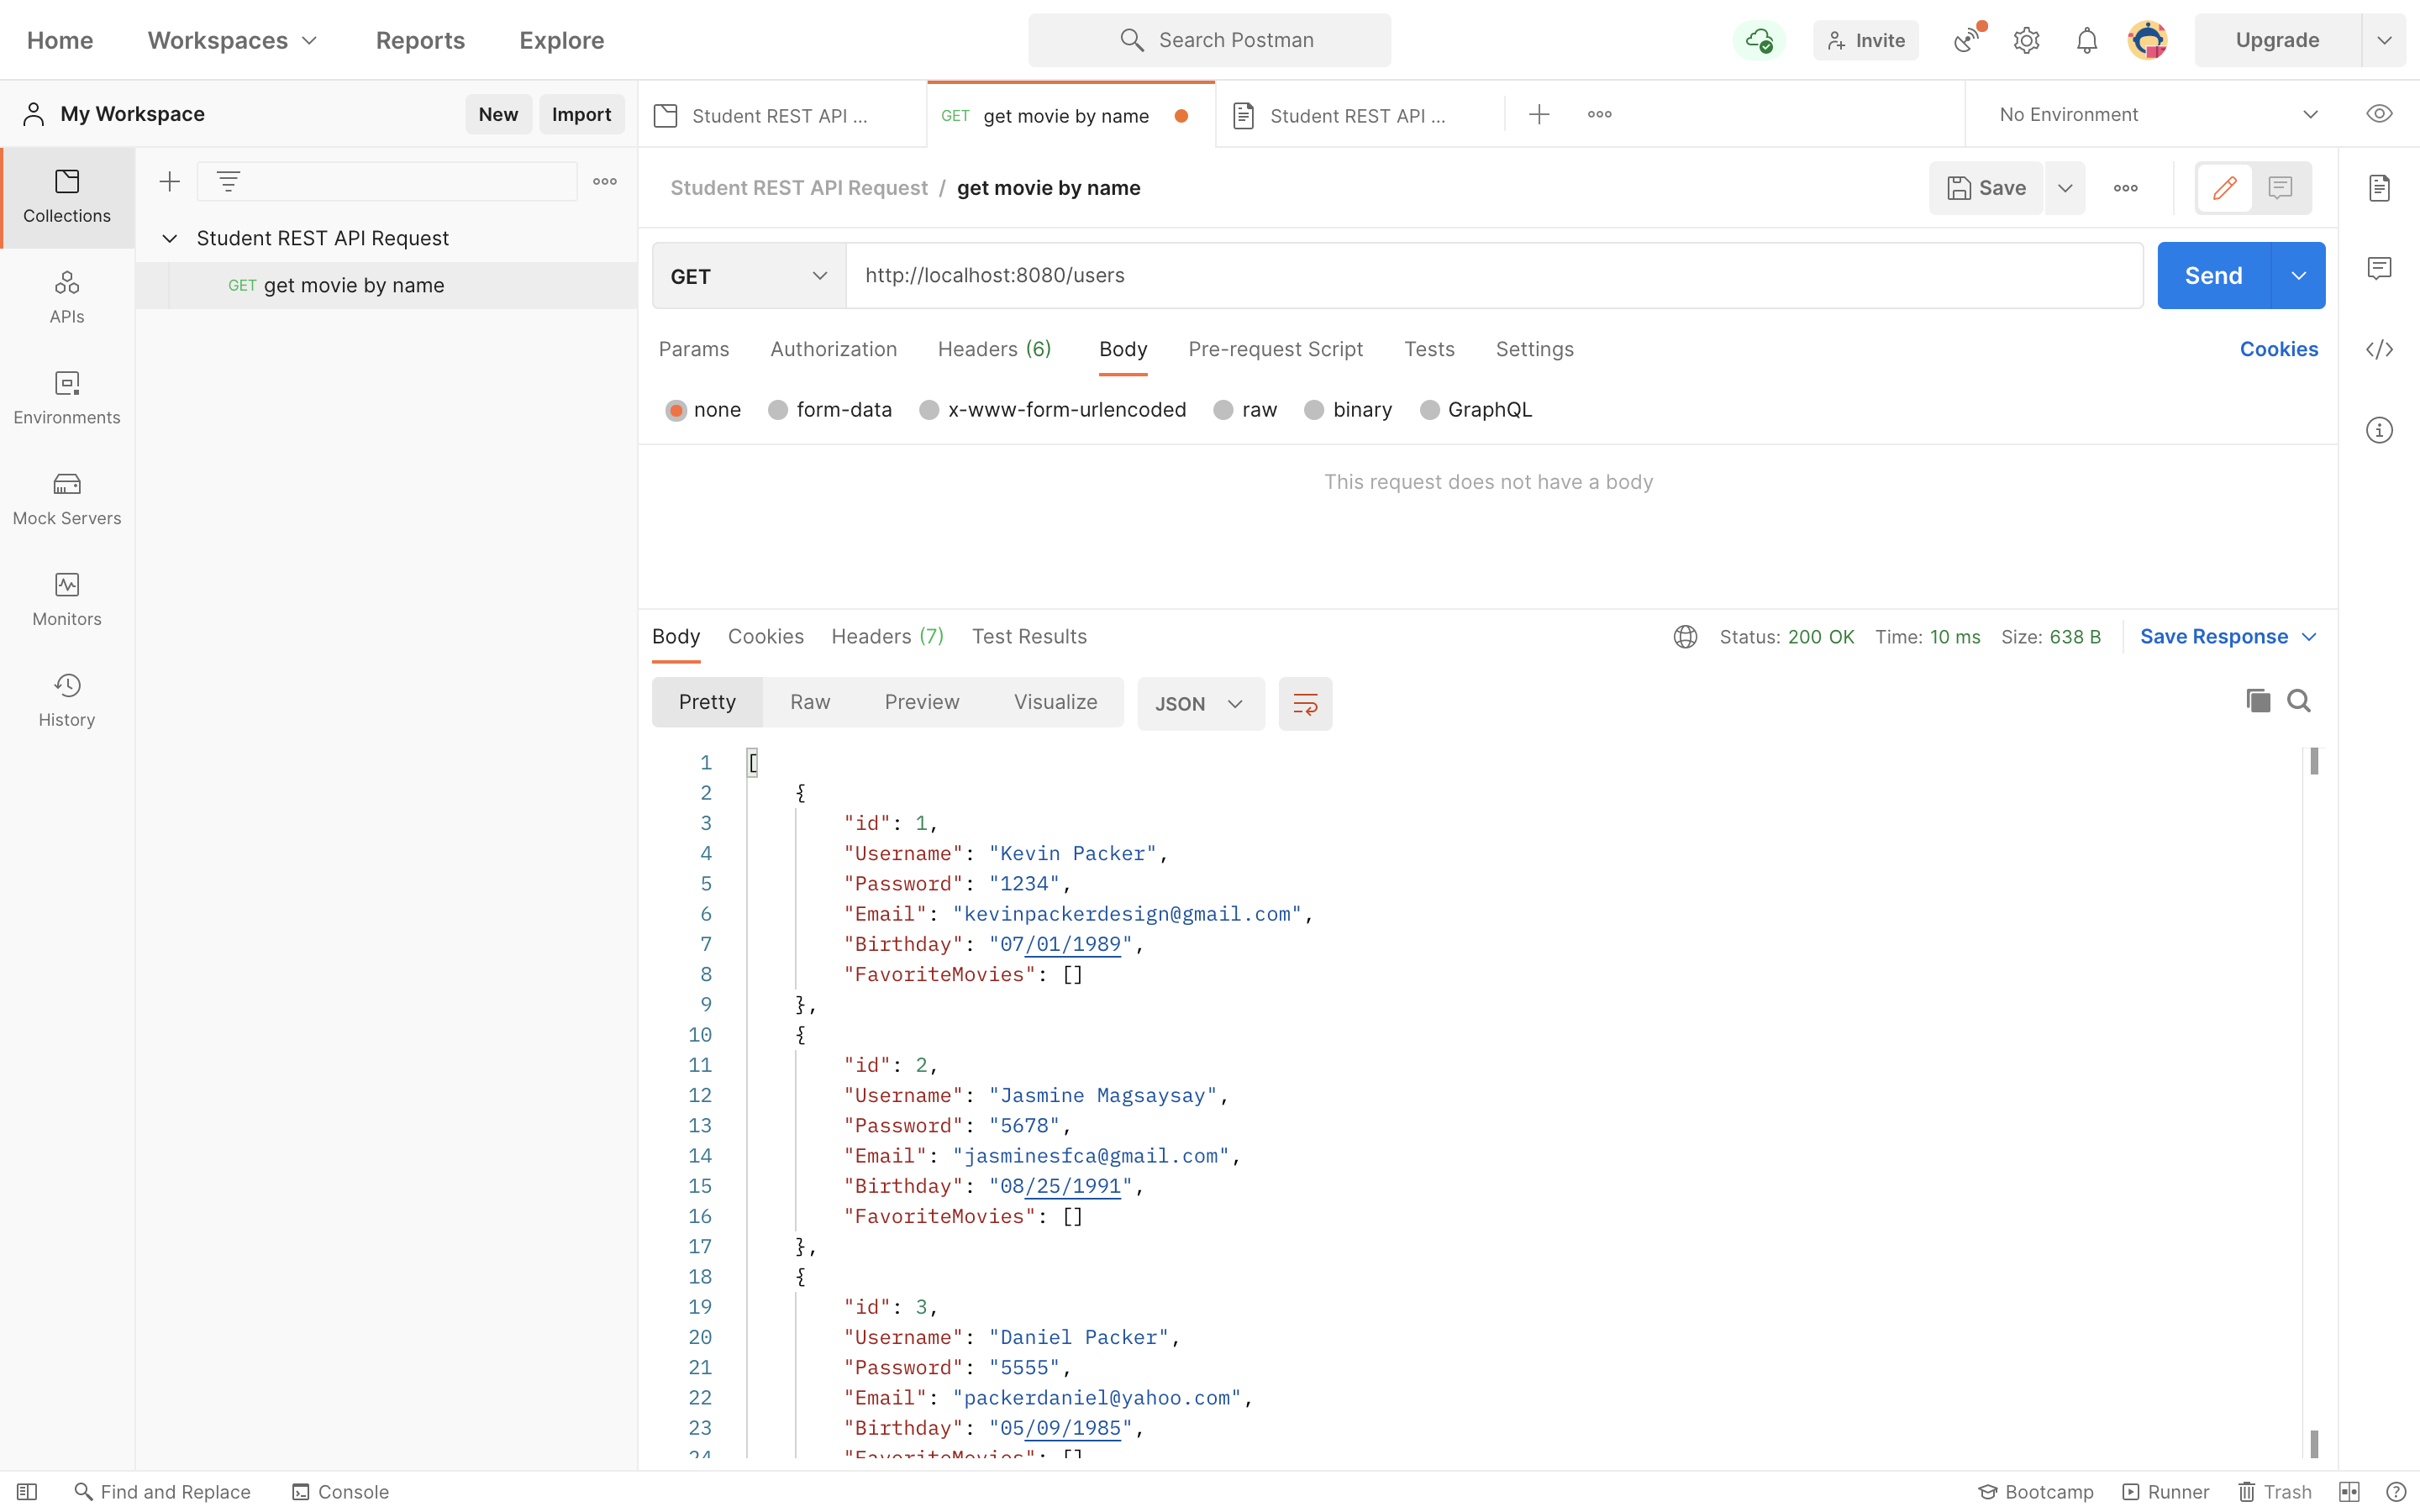 Home Workspaces Reports Explore Search Postman Invite Upgrade
My Workspace New Import Student REST API ... GET get movie by name Student REST API ... No Environment
Collections
Student REST API Request / get movie by name Save
Student REST API Request
GET get movie by name
GET http://localhost:8080/users Send
APIs
Params Authorization Headers (6) Body Pre-request Script Tests Settings Cookies
Environments
none form-data x-www-form-urlencoded raw binary GraphQL
This request does not have a body
Mock Servers
Monitors
Body Cookies Headers (7) Test Results Status: 200 OK Time: 10 ms Size: 638 B Save Response
History
Pretty Raw Preview Visualize JSON
1 [
2 {
3 "id": 1,
4 "Username": "Kevin Packer",
5 "Password": "1234",
6 "Email": "kevinpackerdesign@gmail.com",
7 "Birthday": "07/01/1989",
8 "FavoriteMovies": []
9 },
10 {
11 "id": 2,
12 "Username": "Jasmine Magsaysay",
13 "Password": "5678",
14 "Email": "jasminesfca@gmail.com",
15 "Birthday": "08/25/1991",
16 "FavoriteMovies": []
17 },
18 {
19 "id": 3,
20 "Username": "Daniel Packer",
21 "Password": "5555",
22 "Email": "packerdaniel@yahoo.com",
23 "Birthday": "05/09/1985",
24 "FavoriteMovies": []
Find and Replace Console Bootcamp Runner Trash